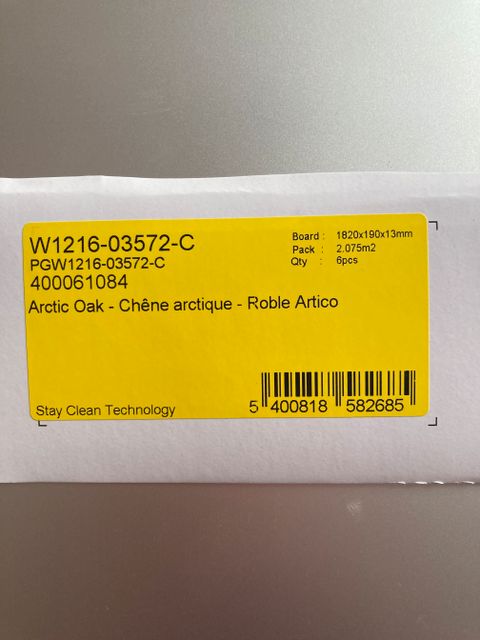 W1216-03572-C
PGW1216-03572-C
400061084
Board : 1820x190x13mm
Pack : 2.075m2
Qty : 6pcs
Arctic Oak - Chêne arctique - Roble Artico
Stay Clean Technology
5 400818 582685